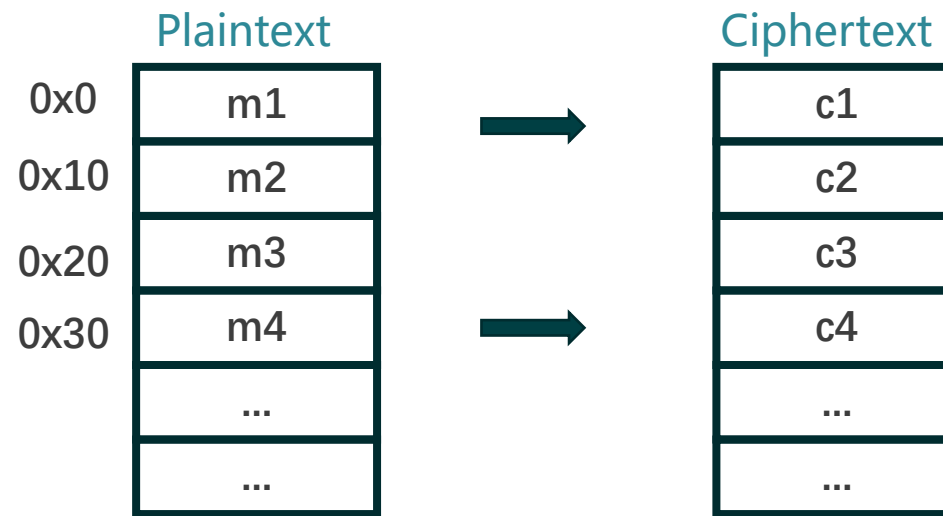 Plaintext
Ciphertext
0x0
m1
c1
0x10
m2
c2
0x20
m3
c3
0x30
m4
c4
...
...
...
...